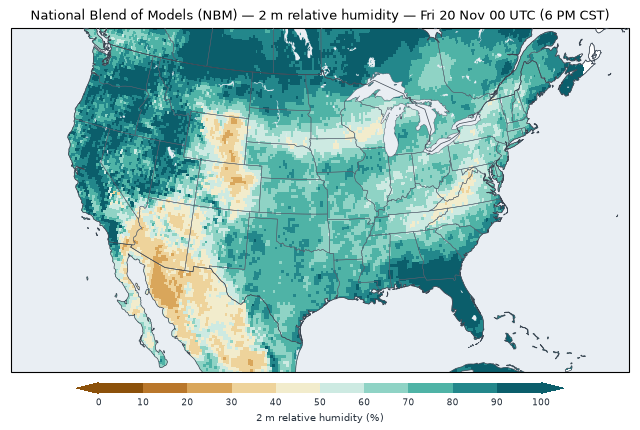 National Blend of Models (NBM) — 2 m relative humidity — Fri 20 Nov 00 UTC (6 PM CST)
0 10 20 30 40 50 60 70 80 90 100
2 m relative humidity (%)